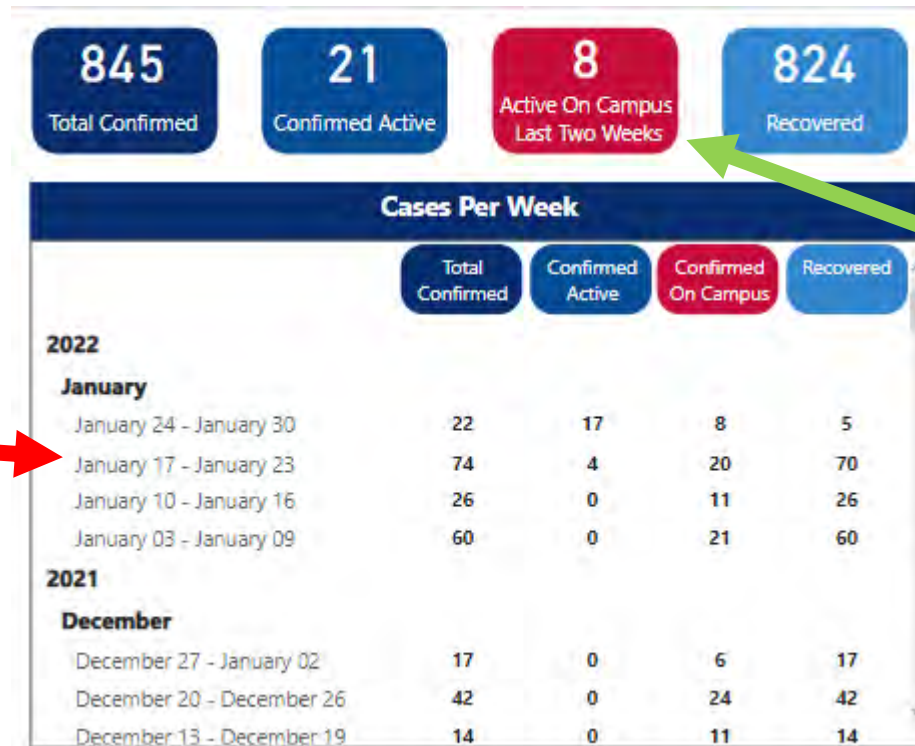 845 21 8 824
Total Confirmed Confirmed Active Active On Campus Recovered
Last Two Weeks
Cases Per Week
Total Confirmed Confirmed Recovered
Confirmed Active On Campus
2022
January
January 24 - January 30 22 17 8 5
January 17 - January 23 74 4 20 70
January 10 - January 16 26 0 11 26
January 03 - January 09 60 0 21 60
2021
December
December 27 - January 02 17 0 6 17
December 20 - December 26 42 0 24 42
December 13 - December 19 14 0 11 14